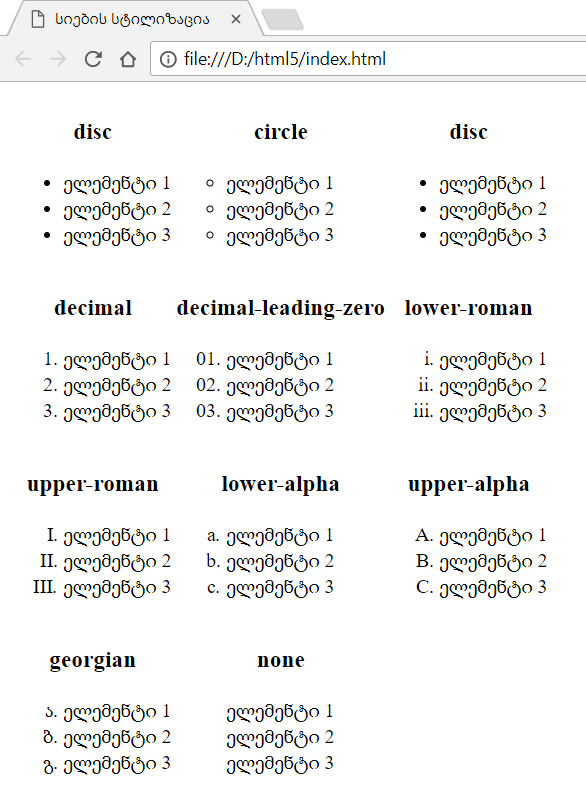 სიების სტილიზაცია
file:///D:/html5/index.html
disc circle disc
• ელემენტი 1 ○ ელემენტი 1 • ელემენტი 1
• ელემენტი 2 ○ ელემენტი 2 • ელემენტი 2
• ელემენტი 3 ○ ელემენტი 3 • ელემენტი 3
decimal decimal-leading-zero lower-roman
1. ელემენტი 1 01. ელემენტი 1 i. ელემენტი 1
2. ელემენტი 2 02. ელემენტი 2 ii. ელემენტი 2
3. ელემენტი 3 03. ელემენტი 3 iii. ელემენტი 3
upper-roman lower-alpha upper-alpha
I. ელემენტი 1 a. ელემენტი 1 A. ელემენტი 1
II. ელემენტი 2 b. ელემენტი 2 B. ელემენტი 2
III. ელემენტი 3 c. ელემენტი 3 C. ელემენტი 3
georgian none
ა. ელემენტი 1 ელემენტი 1
ბ. ელემენტი 2 ელემენტი 2
გ. ელემენტი 3 ელემენტი 3